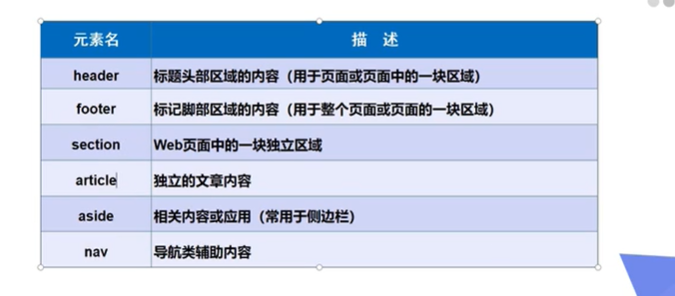 元素名 描 述
header 标题头部区域的内容（用于页面或页面中的一块区域）
footer 标记脚部区域的内容（用于整个页面或页面的一块区域）
section Web页面中的一块独立区域
article 独立的文章内容
aside 相关内容或应用（常用于侧边栏）
nav 导航类辅助内容